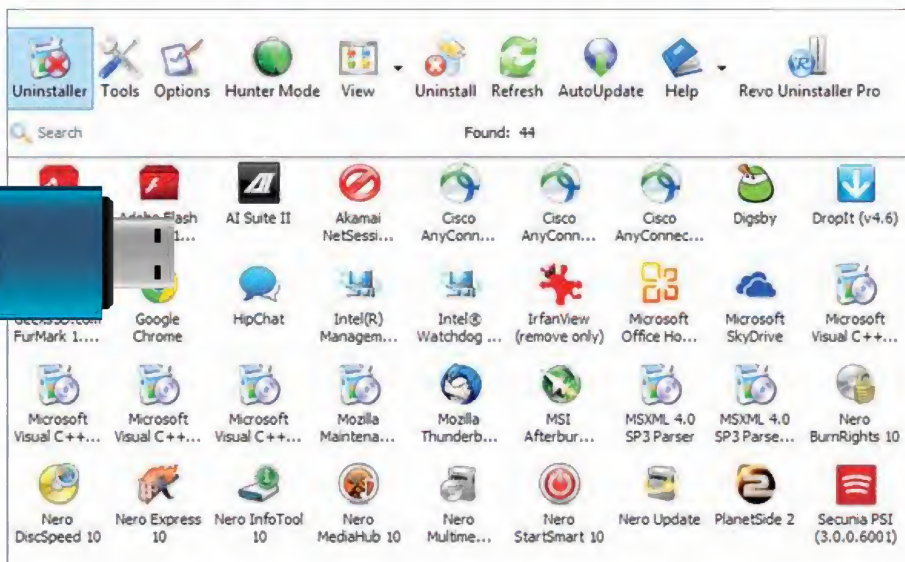 Uninstaller Tools Options Hunter Mode View Uninstall Refresh AutoUpdate Help Revo Uninstaller Pro
Search Found: 44
Flash AI Suite II Akamai Cisco Cisco Cisco Digsby DropIt (v4.6)
1... NetSessi... AnyConn... AnyConn... AnyConnec...
Google HipChat Intel(R) Intel® IrfanView Microsoft Microsoft Microsoft
FurMark 1.... Chrome Managem... Watchdog ... (remove only) Office Ho... SkyDrive Visual C++...
Microsoft Microsoft Microsoft Mozilla Mozilla MSI MSXML 4.0 MSXML 4.0 Nero
Visual C++... Visual C++... Visual C++... Maintena... Thunderb... Afterbur... SP3 Parser SP3 Parse... BurnRights 10
Nero Nero Express Nero InfoTool Nero Nero Nero Nero Update PlanetSide 2 Secunia PSI
DiscSpeed 10 10 10 MediaHub 10 Multime... StartSmart 10 (3.0.0.6001)